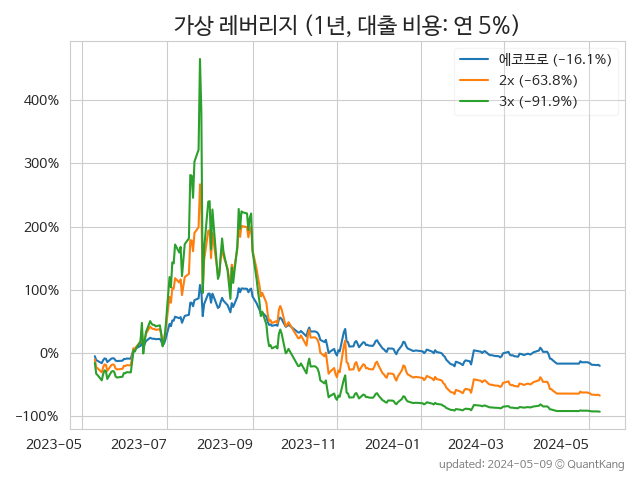 가상 레버리지 (1년, 대출 비용: 연 5%)
에코프로 (-16.1%)
2x (-63.8%)
3x (-91.9%)
400%
300%
200%
100%
0%
-100%
2023-05 2023-07 2023-09 2023-11 2024-01 2024-03 2024-05
updated: 2024-05-09 © QuantKang